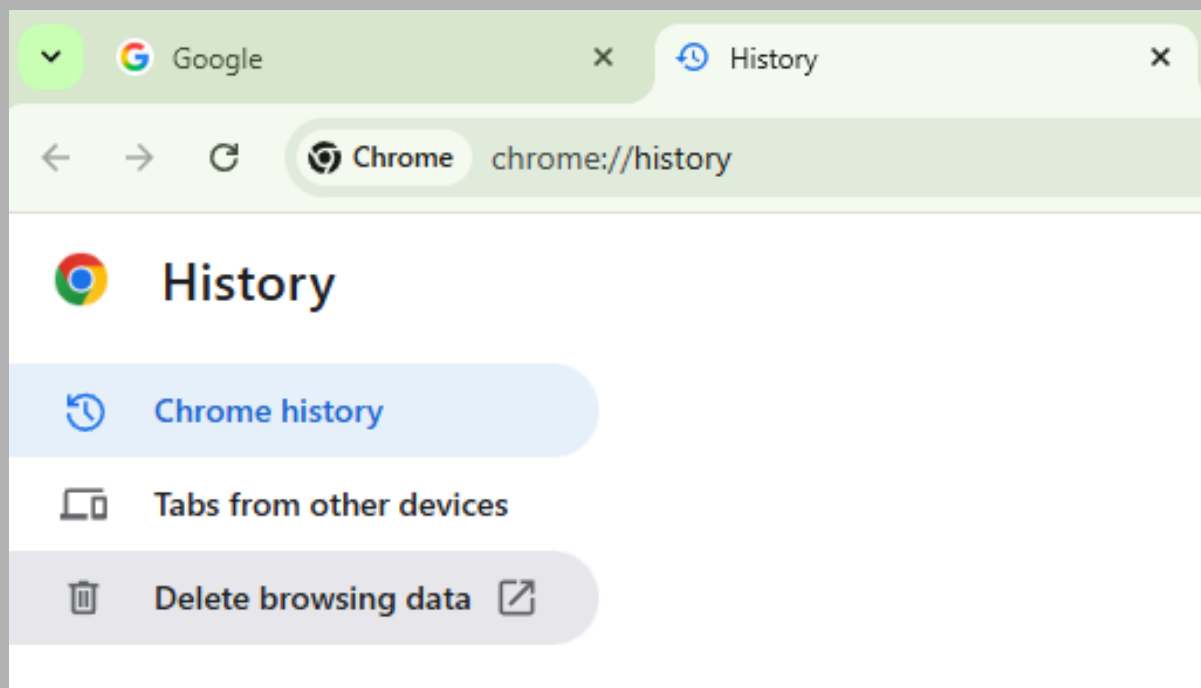 Google History
Chrome chrome://history
History
Chrome history
Tabs from other devices
Delete browsing data